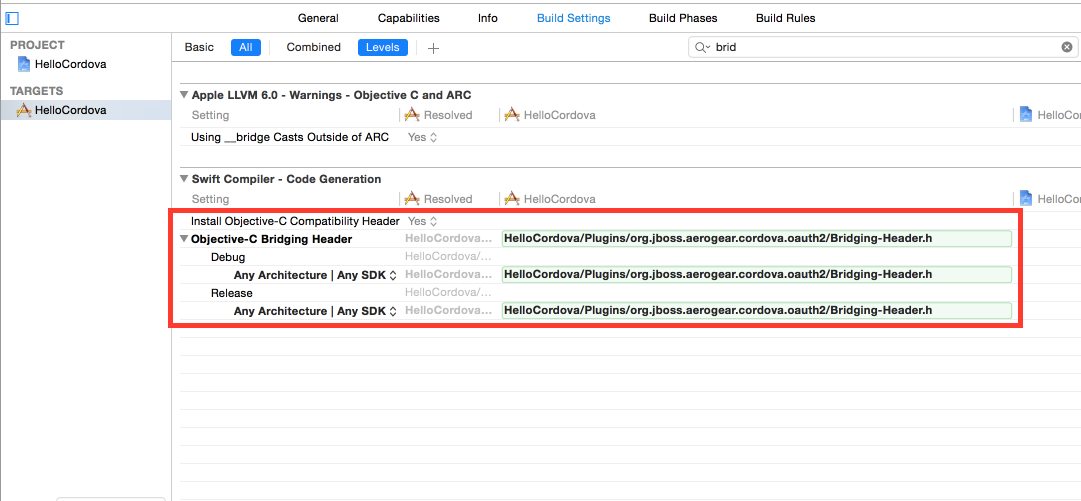 General Capabilities Info Build Settings Build Phases Build Rules
PROJECT
HelloCordova
TARGETS
HelloCordova
Basic All Combined Levels + brid
Apple LLVM 6.0 - Warnings - Objective C and ARC
Setting Resolved HelloCordova HelloCo
Using __bridge Casts Outside of ARC Yes
Swift Compiler - Code Generation
Setting Resolved HelloCordova HelloCo
Install Objective-C Compatibility Header Yes
Objective-C Bridging Header HelloCordova... HelloCordova/Plugins/org.jboss.aerogear.cordova.oauth2/Bridging-Header.h
Debug HelloCordova/...
Any Architecture | Any SDK HelloCordova... HelloCordova/Plugins/org.jboss.aerogear.cordova.oauth2/Bridging-Header.h
Release HelloCordova/...
Any Architecture | Any SDK HelloCordova... HelloCordova/Plugins/org.jboss.aerogear.cordova.oauth2/Bridging-Header.h